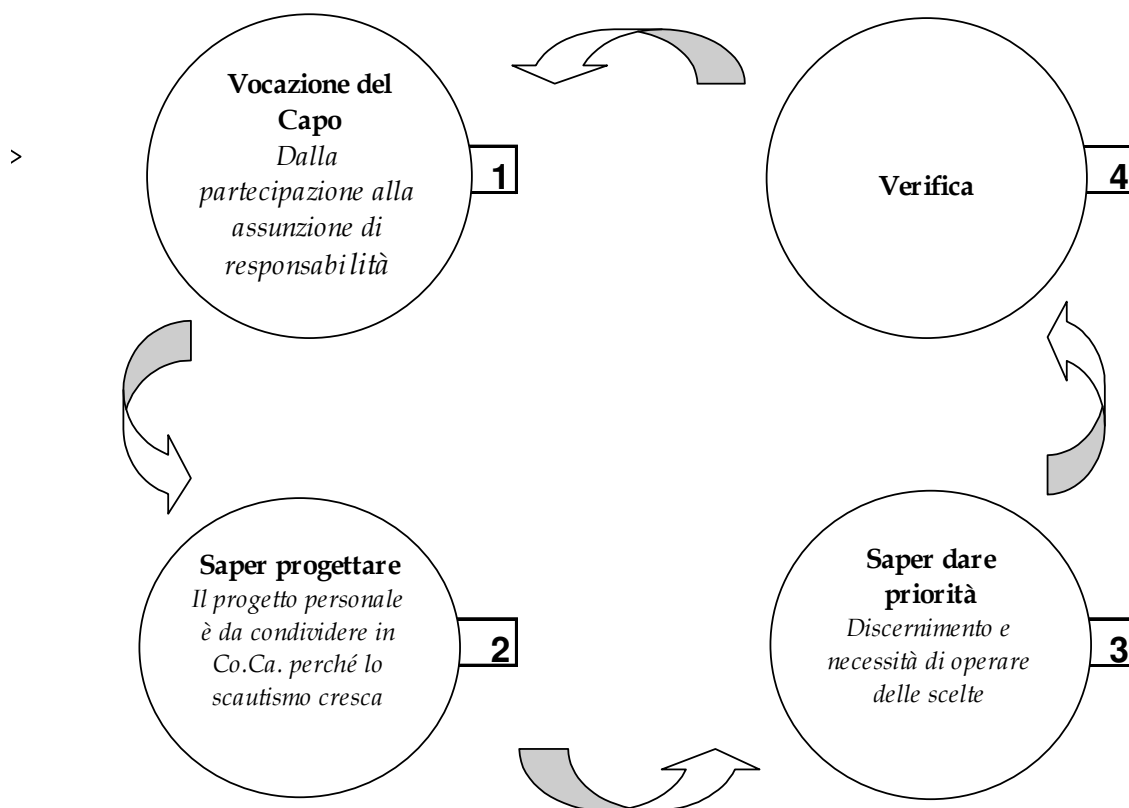 >
Vocazione del
Capo
Dalla
partecipazione alla
assunzione di
responsabilità
1
Verifica
4
Saper progettare
Il progetto personale
è da condividere in
Co.Ca. perché lo
scautismo cresca
2
Saper dare
priorità
Discernimento e
necessità di operare
delle scelte
3